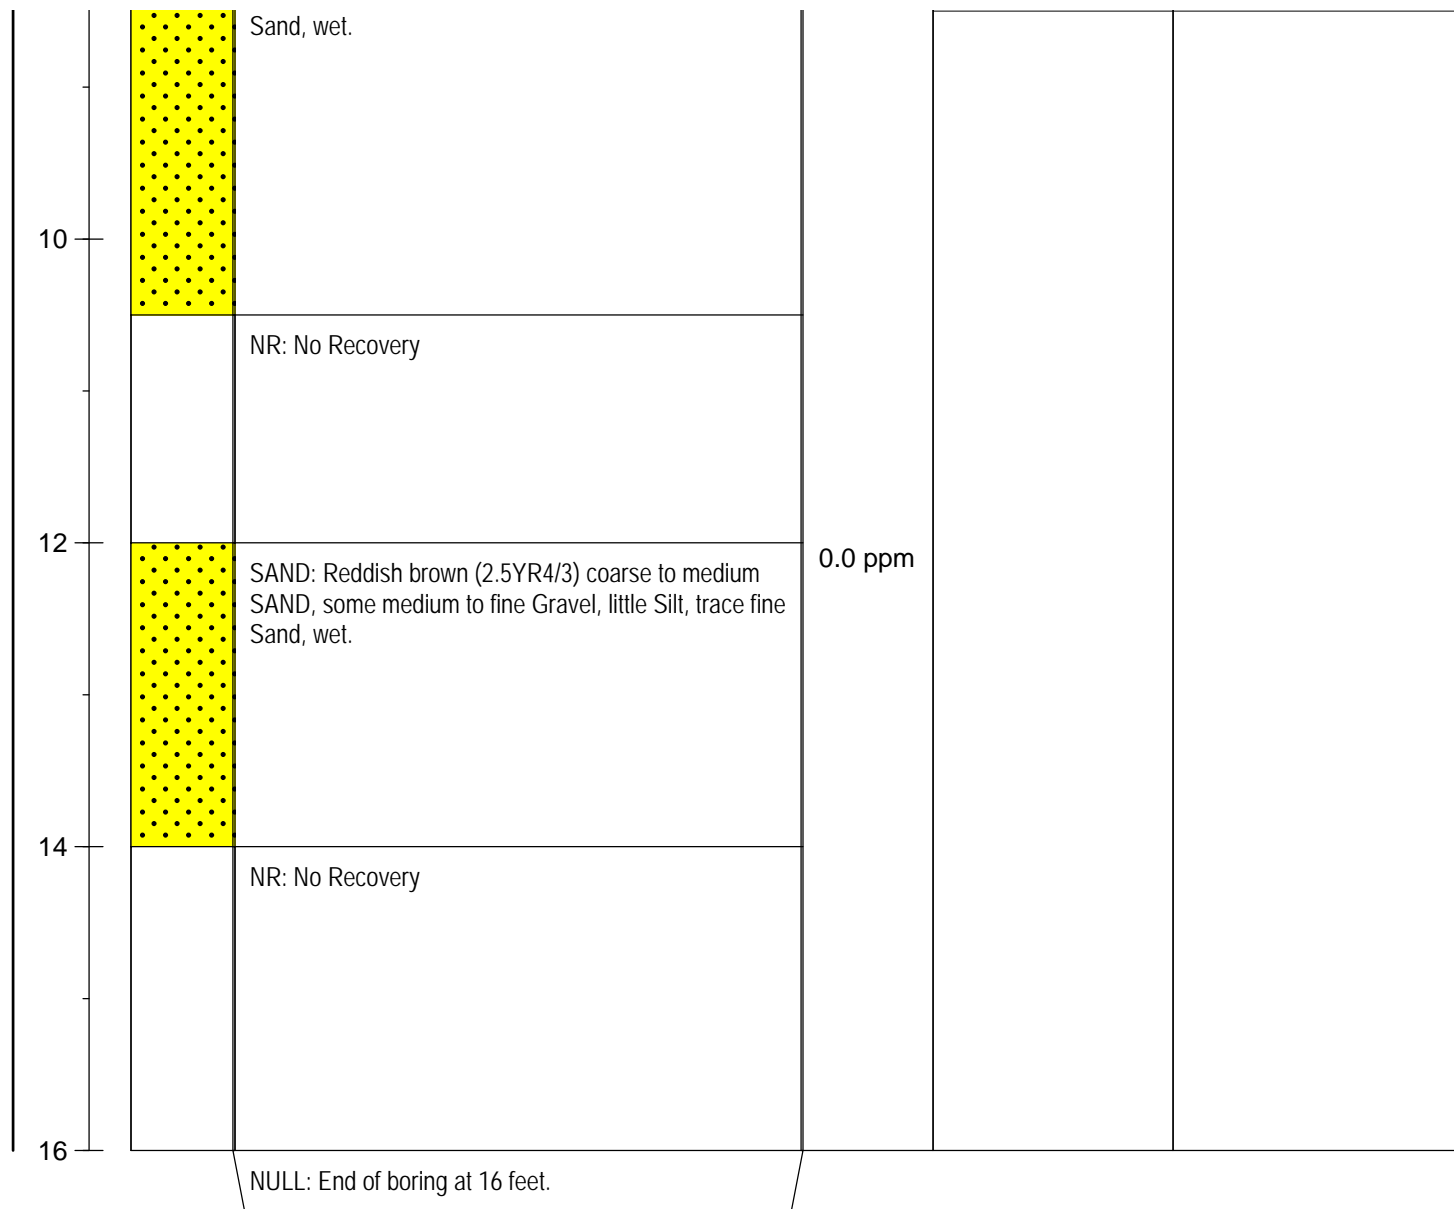 Sand, wet.
10
NR: No Recovery
12
0.0 ppm
SAND: Reddish brown (2.5YR4/3) coarse to medium
SAND, some medium to fine Gravel, little Silt, trace fine
Sand, wet.
14
NR: No Recovery
16
NULL: End of boring at 16 feet.